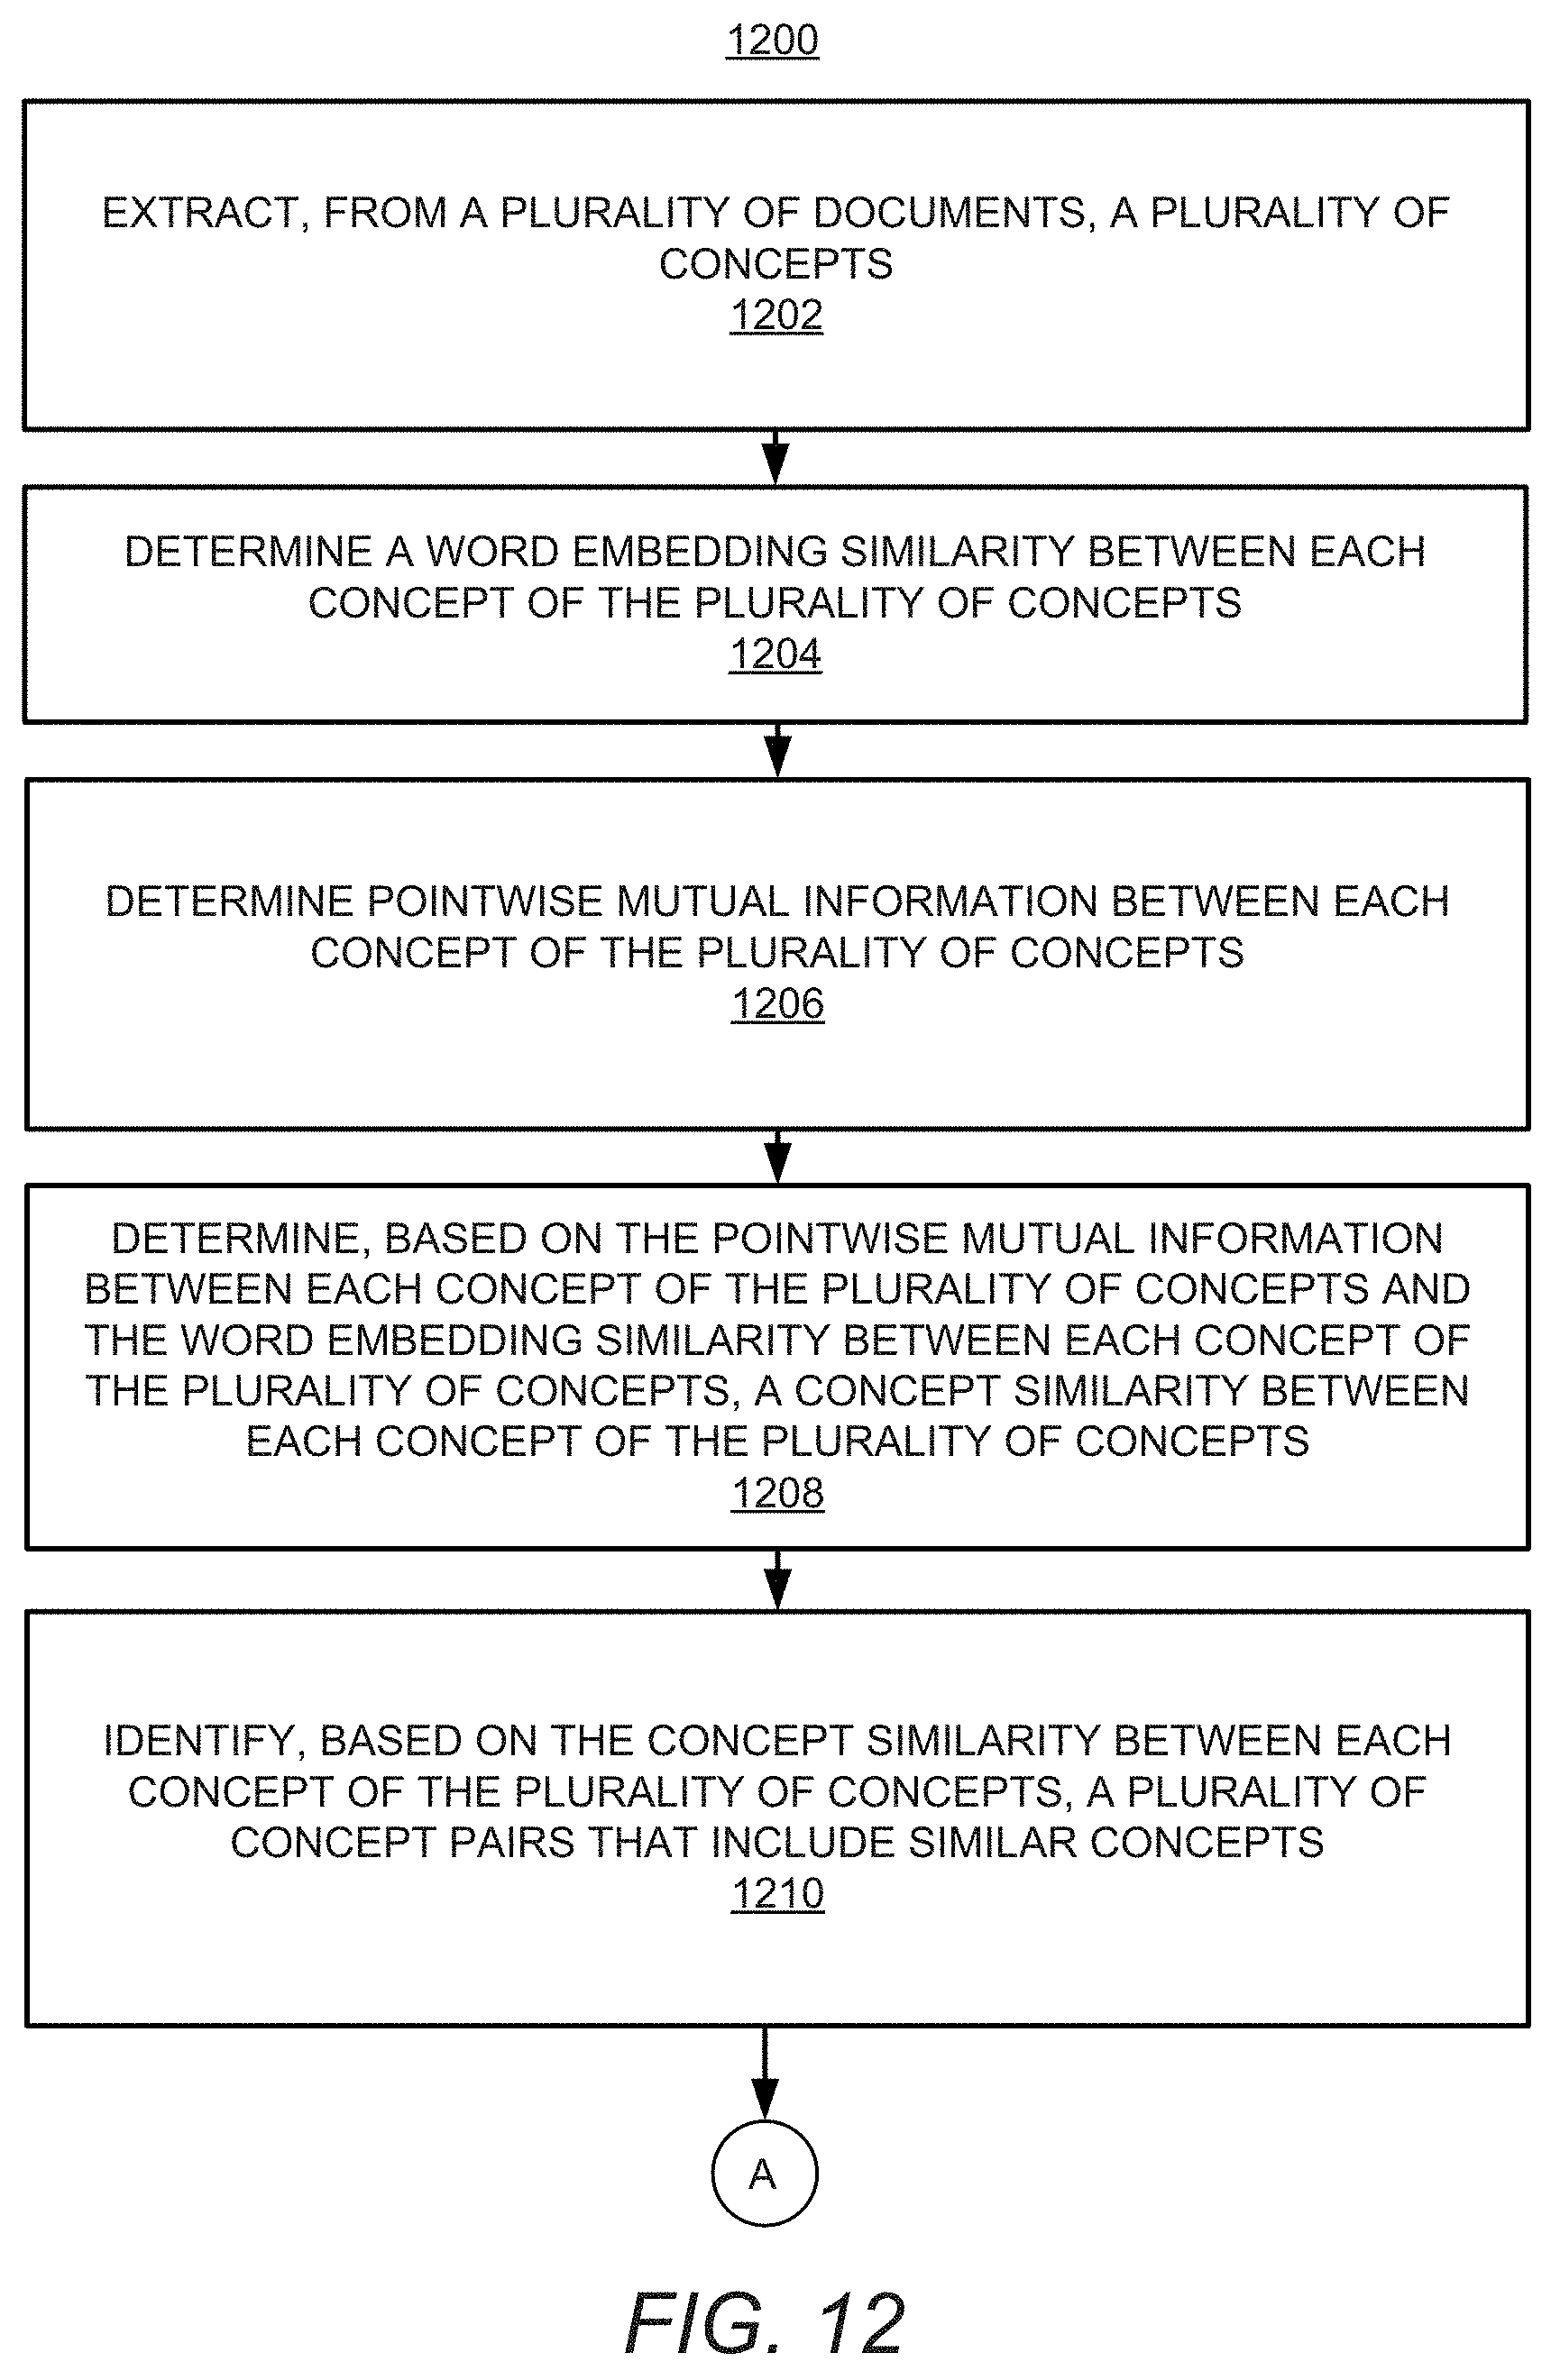 1200
EXTRACT, FROM A PLURALITY OF DOCUMENTS, A PLURALITY OF
CONCEPTS
1202
DETERMINE A WORD EMBEDDING SIMILARITY BETWEEN EACH
CONCEPT OF THE PLURALITY OF CONCEPTS
1204
DETERMINE POINTWISE MUTUAL INFORMATION BETWEEN EACH
CONCEPT OF THE PLURALITY OF CONCEPTS
1206
DETERMINE, BASED ON THE POINTWISE MUTUAL INFORMATION
BETWEEN EACH CONCEPT OF THE PLURALITY OF CONCEPTS AND
THE WORD EMBEDDING SIMILARITY BETWEEN EACH CONCEPT OF
THE PLURALITY OF CONCEPTS, A CONCEPT SIMILARITY BETWEEN
EACH CONCEPT OF THE PLURALITY OF CONCEPTS
1208
IDENTIFY, BASED ON THE CONCEPT SIMILARITY BETWEEN EACH
CONCEPT OF THE PLURALITY OF CONCEPTS, A PLURALITY OF
CONCEPT PAIRS THAT INCLUDE SIMILAR CONCEPTS
1210
A
FIG. 12